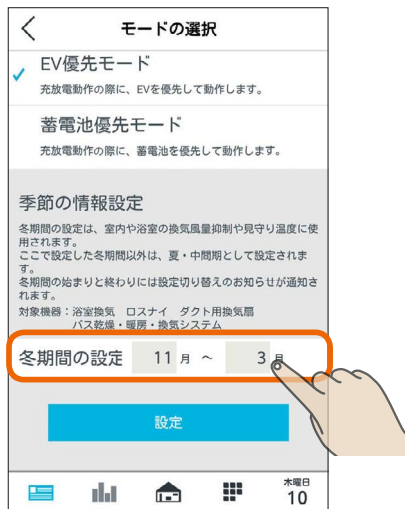 モードの選択
EV優先モード
充放電動作の際に、EVを優先して動作します。
蓄電池優先モード
充放電動作の際に、蓄電池を優先して動作します。
季節の情報設定
冬期間の設定は、室内や浴室の換気風量抑制や見守り温度に使
用されます。
ここで設定した冬期間以外は、夏・中間期として設定されま
す。
冬期間の始まりと終わりには設定切り替えのお知らせが通知さ
れます。
対象機器：浴室換気　ロスナイ　ダクト用換気扇
バス乾燥・暖房・換気システム
冬期間の設定 11 月 ～ 3 月
設定
木曜日
10